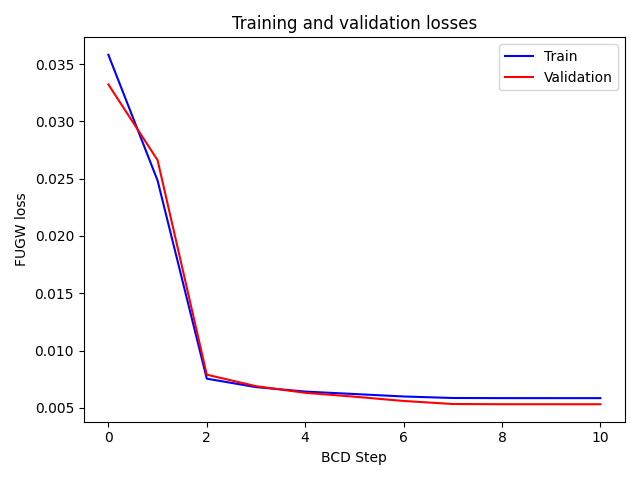 Training and validation losses
Train
Validation
0.035
0.030
0.025
0.020
0.015
0.010
0.005
FUGW loss
0 2 4 6 8 10
BCD Step